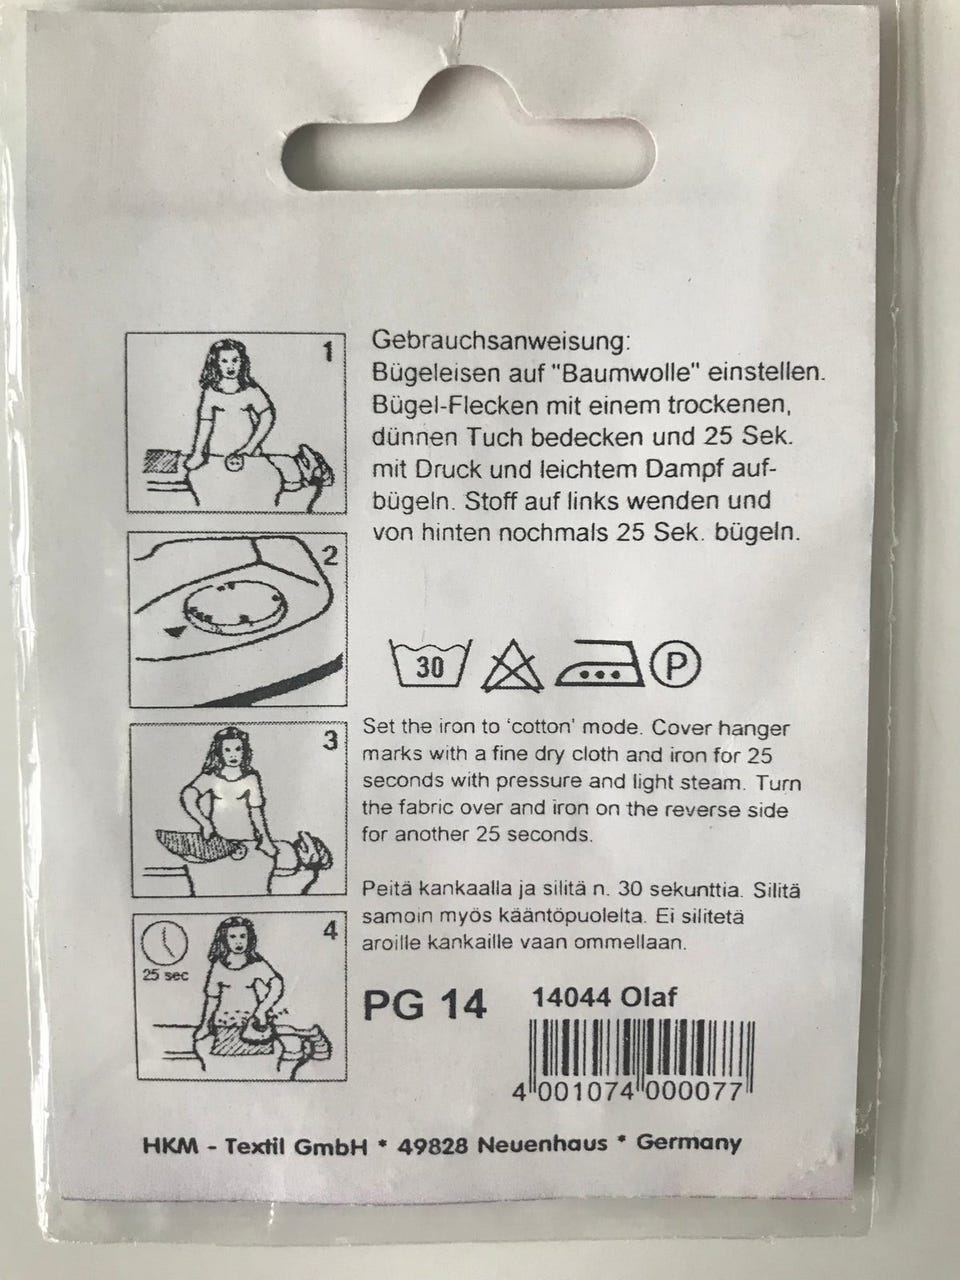 1
Gebrauchsanweisung:
Bügeleisen auf "Baumwolle" einstellen.
Bügel-Flecken mit einem trockenen,
dünnen Tuch bedecken und 25 Sek.
mit Druck und leichtem Dampf auf-
bügeln. Stoff auf links wenden und
von hinten nochmals 25 Sek. bügeln.
2
30
P
Set the iron to 'cotton' mode. Cover hanger
marks with a fine dry cloth and iron for 25
seconds with pressure and light steam. Turn
the fabric over and iron on the reverse side
for another 25 seconds.
3
Peitä kankaalla ja silitä n. 30 sekunttia. Silitä
samoin myös kääntöpuolelta. Ei silitetä
aroille kankaille vaan ommellaan.
4
25 sec
PG 14
14044 Olaf
4 001074 000077
HKM - Textil GmbH * 49828 Neuenhaus * Germany